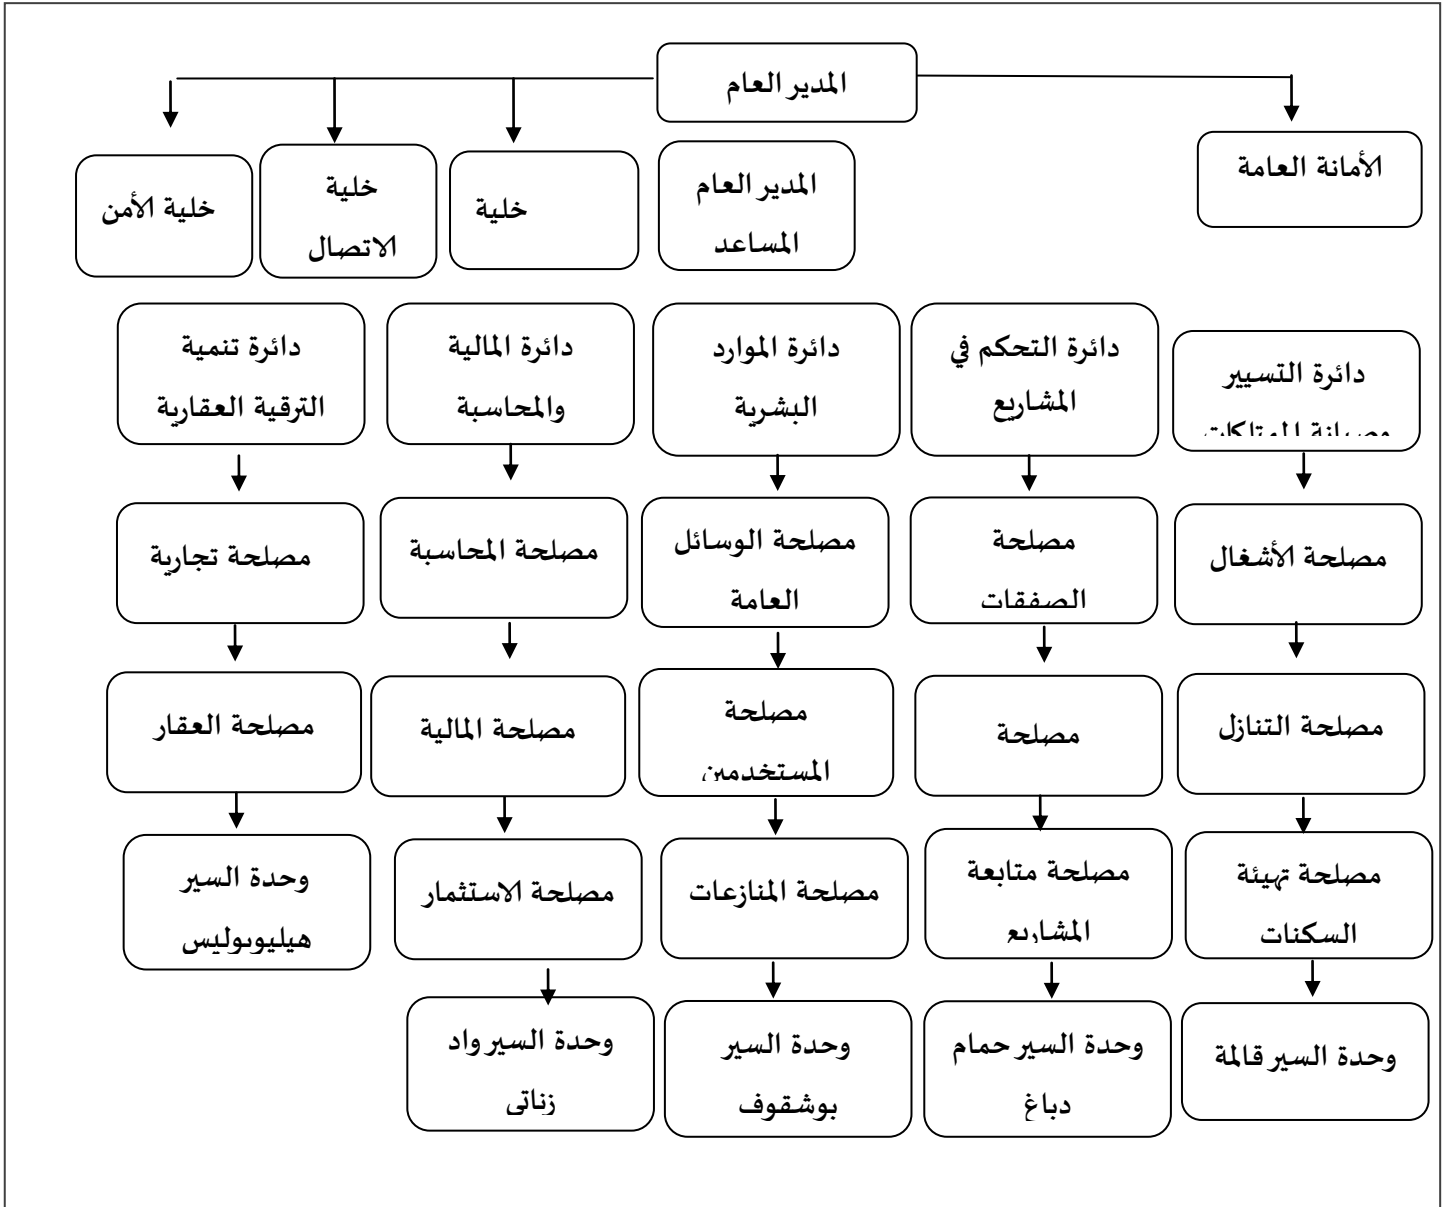 المدير العام
الأمانة العامة
المدير العام
المساعد
خلية
خلية
الاتصال
خلية الأمن
دائرة التسيير
وصيانة الممتلكات
دائرة التحكم في
المشاريع
دائرة الموارد
البشرية
دائرة المالية
والمحاسبة
دائرة تنمية
الترقية العقارية
مصلحة الأشغال
مصلحة
الصفقات
مصلحة الوسائل
العامة
مصلحة المحاسبة
مصلحة تجارية
مصلحة التنازل
مصلحة
مصلحة
المستخدمين
مصلحة المالية
مصلحة العقار
مصلحة تهيئة
السكنات
مصلحة متابعة
المشاريع
مصلحة المنازعات
مصلحة الاستثمار
وحدة السير
هيليوبوليس
وحدة السير قالمة
وحدة السير حمام
دباغ
وحدة السير
بوشقوف
وحدة السير واد
زناتي